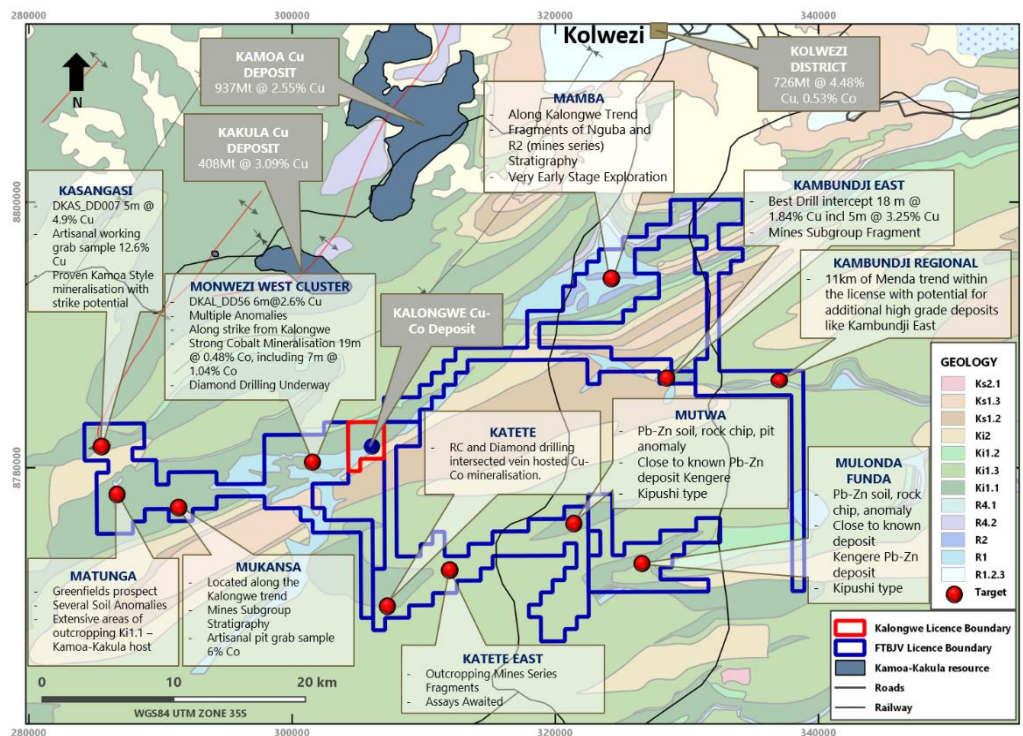 280000
300000
320000
340000
8800000
8780000
N
Kolwezi
KAMOA Cu
DEPOSIT
937Mt @ 2.55% Cu
KOLWEZI
DISTRICT
726Mt @ 4.48%
Cu, 0.53% Co
KAKULA Cu
DEPOSIT
408Mt @ 3.09% Cu
MAMBA
- Along Kalongwe Trend
- Fragments of Nguba and
R2 (mines series)
Stratigraphy
- Very Early Stage Exploration
KASANGASI
- DKAS_DD007 5m @
4.9% Cu
- Artisanal working
grab sample 12.6%
Cu
- Proven Kamoa Style
mineralisation with
strike potential
KAMBUNDJI EAST
- Best Drill intercept 18 m @
1.84% Cu incl 5m @ 3.25% Cu
- Mines Subgroup Fragment
MONWEZI WEST CLUSTER
- DKAL_DD56 6m@2.6% Cu
- Multiple Anomalies
- Along strike from Kalongwe
- Strong Cobalt Mineralisation 19m
@ 0.48% Co, including 7m @
1.04% Co
- Diamond Drilling Underway
KALONGWE Cu-
Co Deposit
KAMBUNDJI REGIONAL
- 11km of Menda trend within
the license with potential for
additional high grade deposits
like Kambundji East
KATETE
- RC and Diamond drilling
intersected vein hosted Cu-
Co mineralisation.
MUTWA
- Pb-Zn soil, rock chip, pit
anomaly
- Close to known Pb-Zn
deposit Kengere
- Kipushi type
MULONDA
FUNDA
- Pb-Zn soil, rock
chip, anomaly
- Close to known
deposit
Kengere Pb-Zn
deposit
- Kipushi type
MATUNGA
- Greenfields prospect
- Several Soil Anomalies
- Extensive areas of
outcropping Ki1.1 –
Kamoa-Kakula host
MUKANSA
- Located along the
Kalongwe trend
- Mines Subgroup
Stratigraphy
- Artisanal pit grab sample
6% Co
KATETE EAST
- Outcropping Mines Series
Fragments
- Assays Awaited
GEOLOGY
Ks2.1
Ks1.3
Ks1.2
Ki2
Ki1.2
Ki1.3
Ki1.1
R4.1
R4.2
R2
R1
R1.2.3
Target
Kalongwe Licence Boundary
FTBJV Licence Boundary
Kamoa-Kakula resource
Roads
Railway
0 10 20 km
WGS84 UTM ZONE 35S
280000
300000
320000
340000